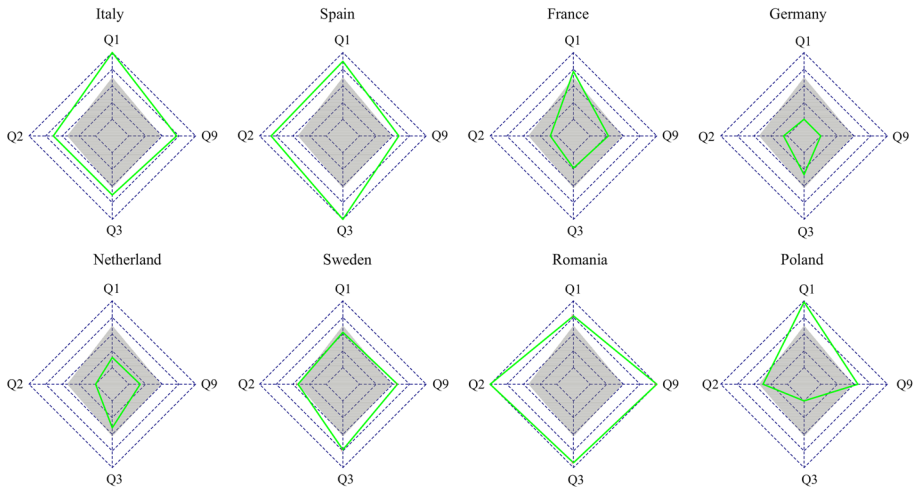 Italy
Spain
France
Germany
Q1
Q1
Q1
Q1
Q2
Q9
Q2
Q9
Q2
Q9
Q2
Q9
Q3
Q3
Q3
Q3
Netherland
Sweden
Romania
Poland
Q1
Q1
Q1
Q1
Q2
Q9
Q2
Q9
Q2
Q9
Q2
Q9
Q3
Q3
Q3
Q3